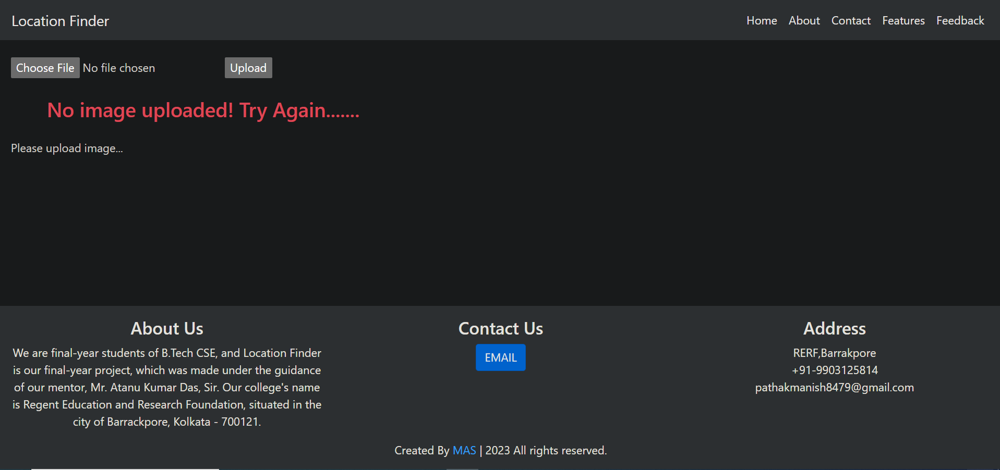 Location Finder
Home About Contact Features Feedback
Choose File No file chosen Upload
No image uploaded! Try Again.......
Please upload image...
About Us
We are final-year students of B.Tech CSE, and Location Finder
is our final-year project, which was made under the guidance
of our mentor, Mr. Atanu Kumar Das, Sir. Our college's name
is Regent Education and Research Foundation, situated in the
city of Barrackpore, Kolkata - 700121.
Contact Us
EMAIL
Address
RERF,Barrakpore
+91-9903125814
pathakmanish8479@gmail.com
Created By MAS | 2023 All rights reserved.